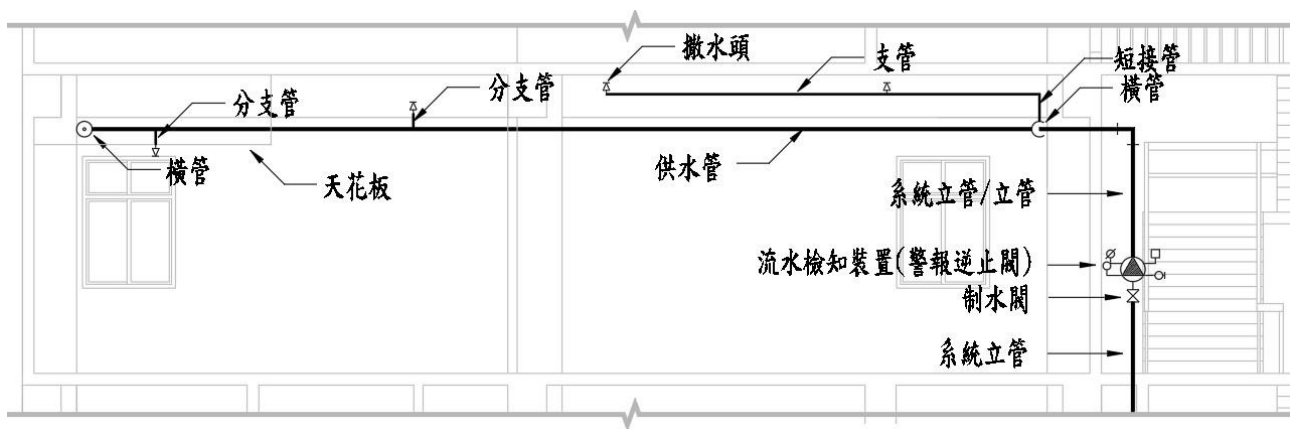 撒水頭
支管
短接管
橫管
分支管
分支管
橫管
天花板
供水管
系統立管/立管
流水檢知裝置(警報逆止閥)
制水閥
系統立管